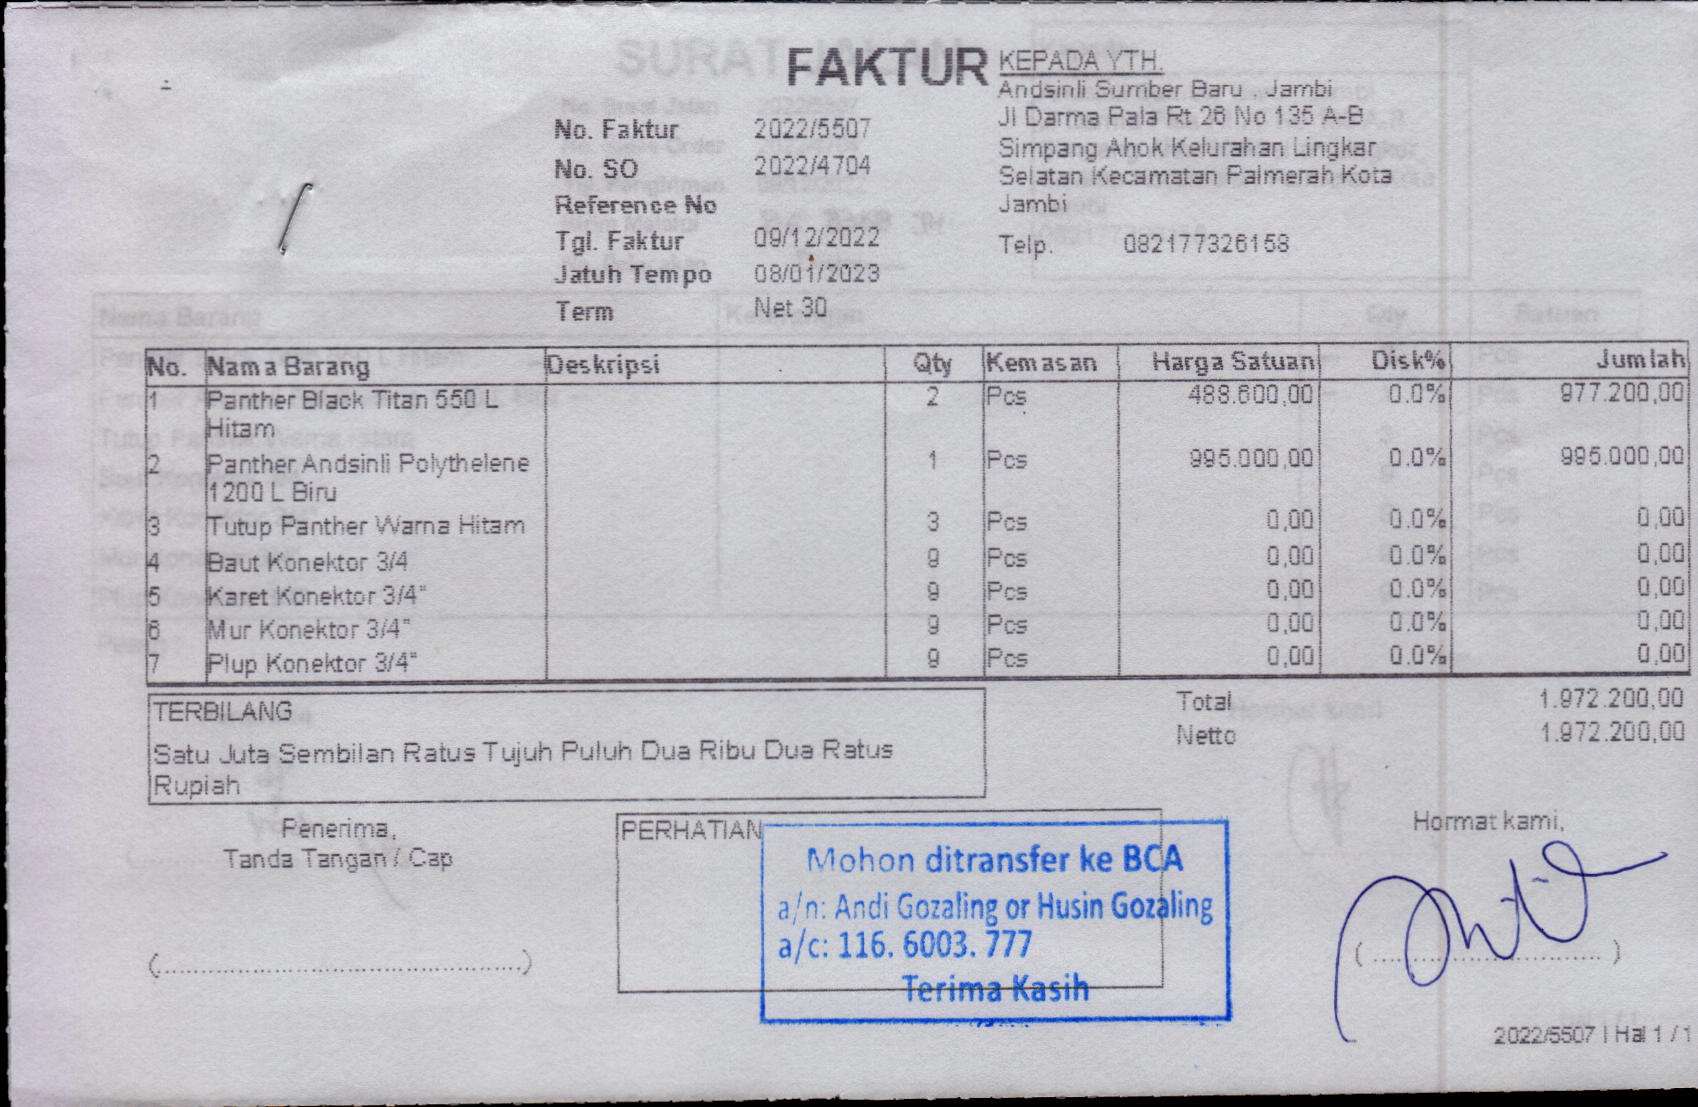 FAKTUR
KEPADA YTH.
Andsinli Sumber Baru , Jambi
Jl Darma Pala Rt 26 No 135 A-B
Simpang Ahok Kelurahan Lingkar
Selatan Kecamatan Palmerah Kota
Jambi
Telp. 082177326158
No. Faktur 2022/5507
No. SO 2022/4704
Reference No
Tgl. Faktur 09/12/2022
Jatuh Tempo 08/01/2023
Term Net 30
No. Nama Barang Deskripsi Qty Kemasan Harga Satuan Disk% Jumlah
1 Panther Black Titan 550 L 2 Pcs 488.600,00 0.0% 977.200,00
Hitam
2 Panther Andsinli Polythelene 1 Pcs 995.000,00 0.0% 995.000,00
1200 L Biru
3 Tutup Panther Warna Hitam 3 Pcs 0,00 0.0% 0,00
4 Baut Konektor 3/4 9 Pcs 0,00 0.0% 0,00
5 Karet Konektor 3/4" 9 Pcs 0,00 0.0% 0,00
6 Mur Konektor 3/4" 9 Pcs 0,00 0.0% 0,00
7 Plup Konektor 3/4" 9 Pcs 0,00 0.0% 0,00
Total 1.972.200,00
Netto 1.972.200,00
TERBILANG
Satu Juta Sembilan Ratus Tujuh Puluh Dua Ribu Dua Ratus
Rupiah
Penerima,
Tanda Tangan / Cap
(..............................................)
PERHATIAN
Mohon ditransfer ke BCA
a/n: Andi Gozaling or Husin Gozaling
a/c: 116. 6003. 777
Terima Kasih
Hormat kami,
(..............................)
2022/5507 | Hal 1 / 1